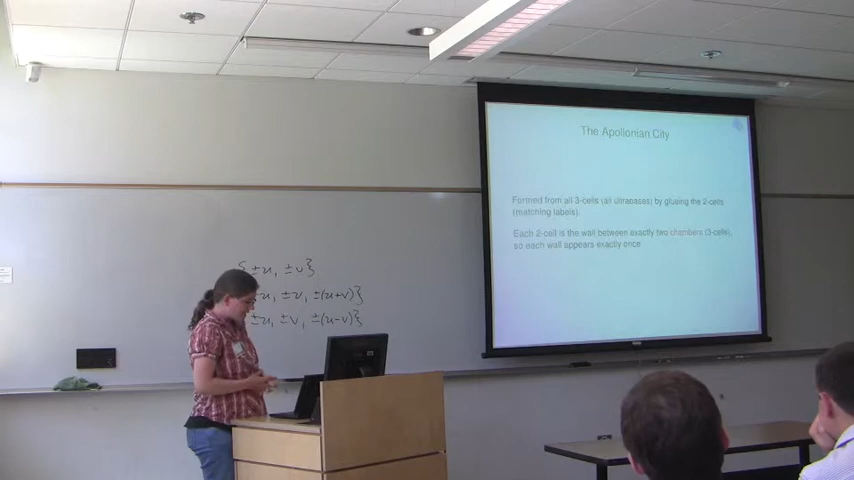 The Apollonian City
Formed from all 3-cells (all ultrabases) by glueing the 2-cells
(matching labels).
Each 2-cell is the wall between exactly two chambers (3-cells),
so each wall appears exactly once
{±u, ±v}
±u, ±v, ±(u+v)}
±u, ±v, ±(u-v)}